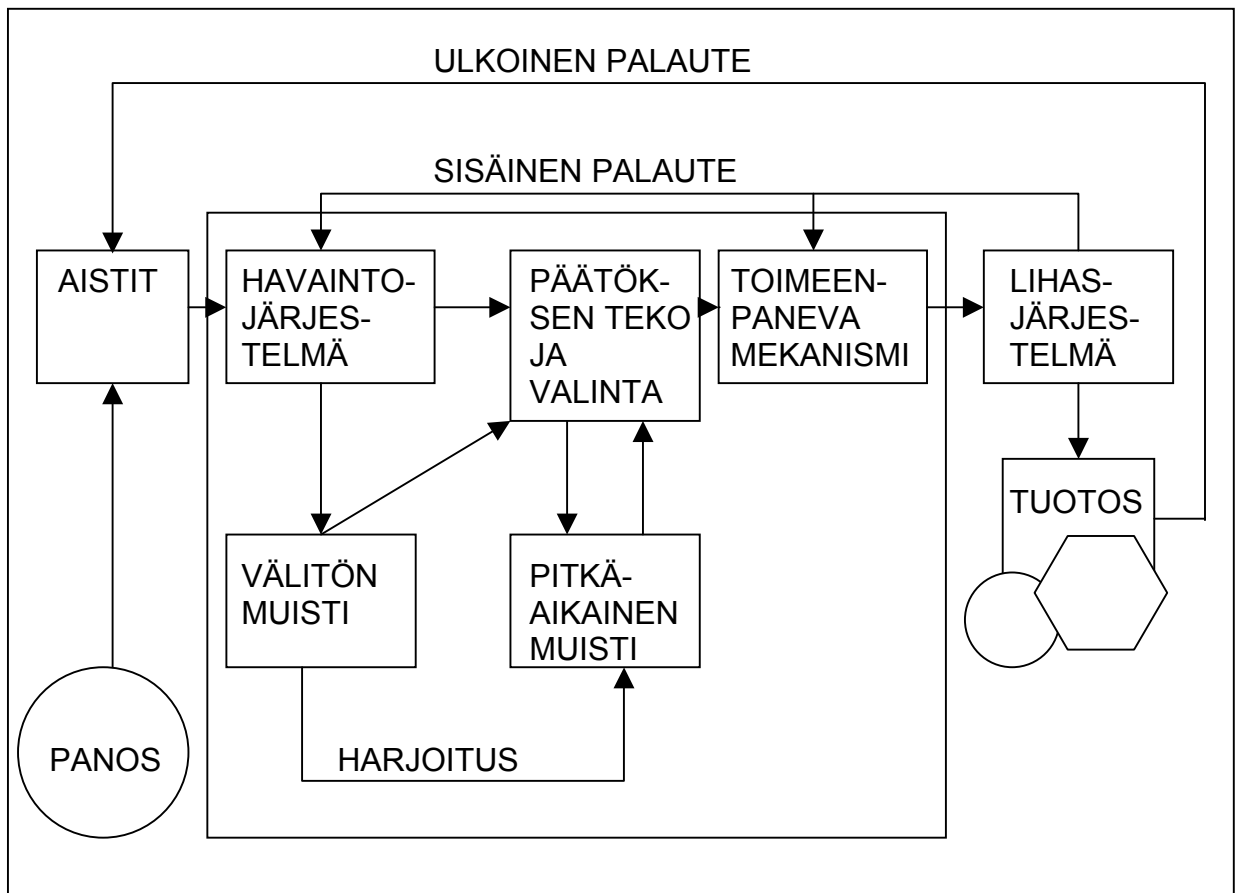 ULKOINEN PALAUTE
SISÄINEN PALAUTE
AISTIT
HAVAINTO-
JÄRJES-
TELMÄ
PÄÄTÖK-
SEN TEKO
JA
VALINTA
TOIMEEN-
PANEVA
MEKANISMI
LIHAS-
JÄRJES-
TELMÄ
TUOTOS
VÄLITÖN
MUISTI
PITKÄ-
AIKAINEN
MUISTI
PANOS
HARJOITUS